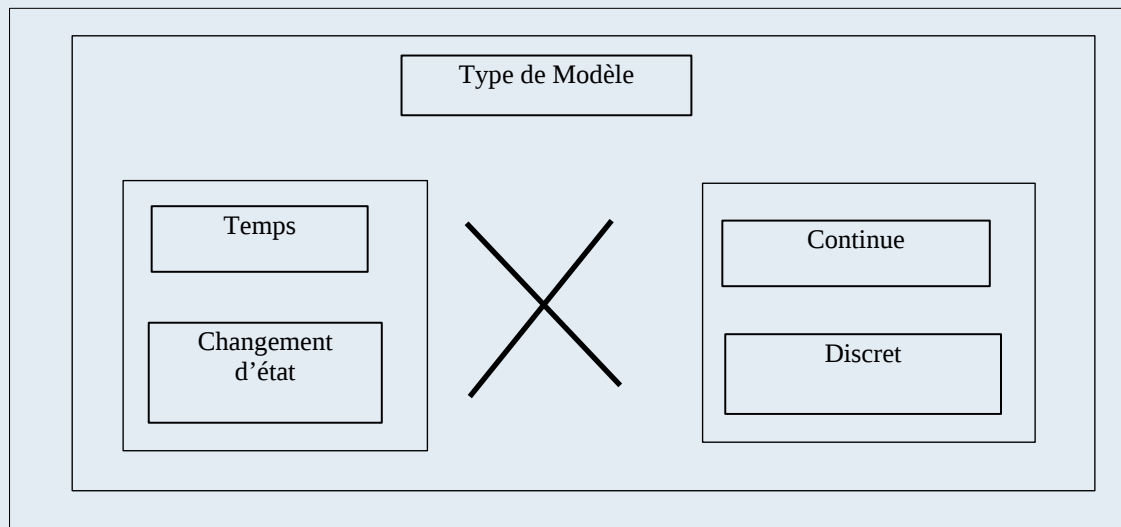 Type de Modèle
Temps
Changement
d’état
Continue
Discret